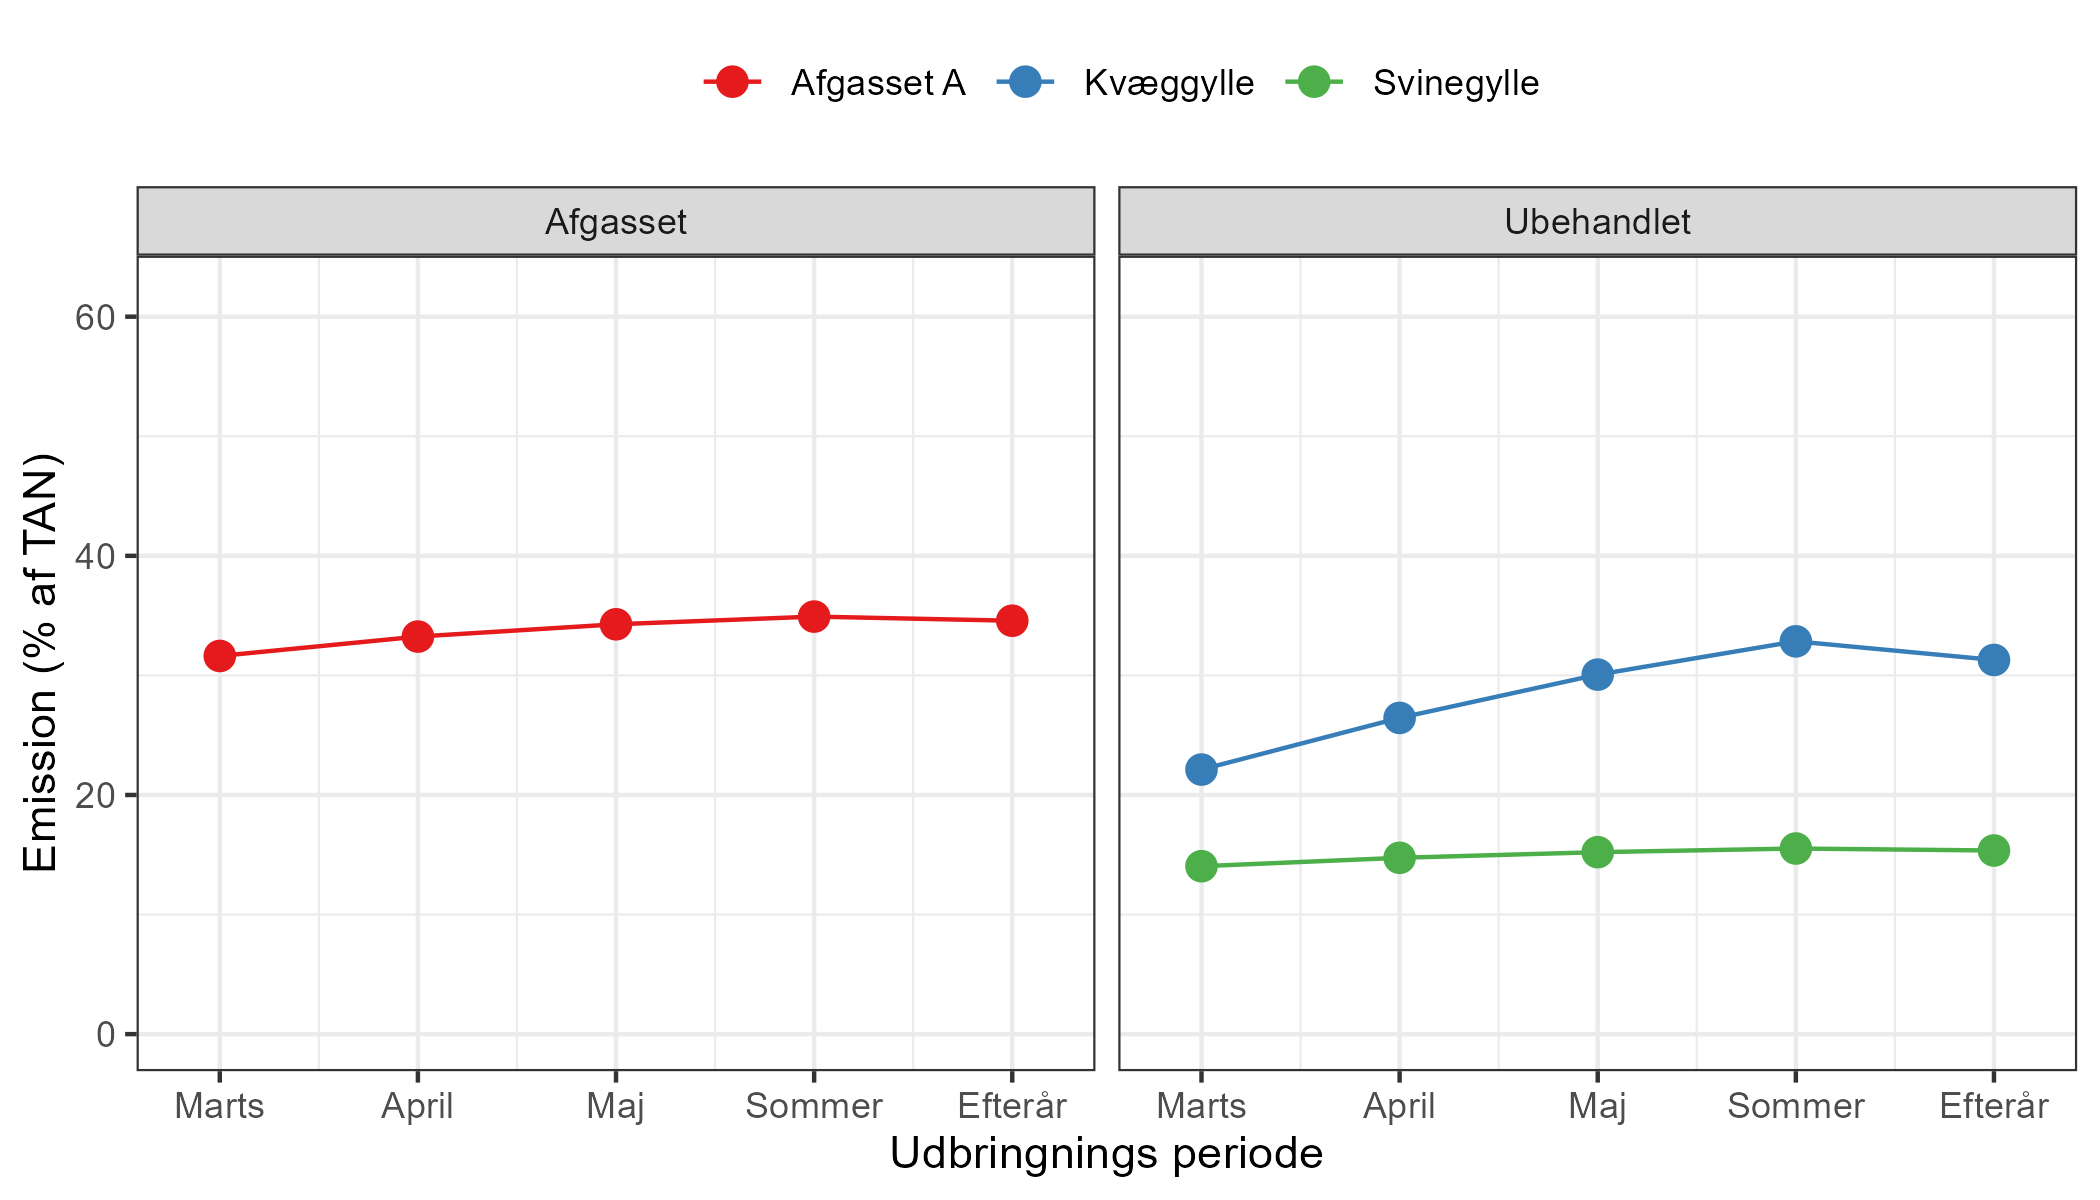 Afgasset A Kvæggylle Svinegylle
Afgasset Ubehandlet
Emission (% af TAN)
60
40
20
0
Marts April Maj Sommer Efterår Marts April Maj Sommer Efterår
Udbringnings periode